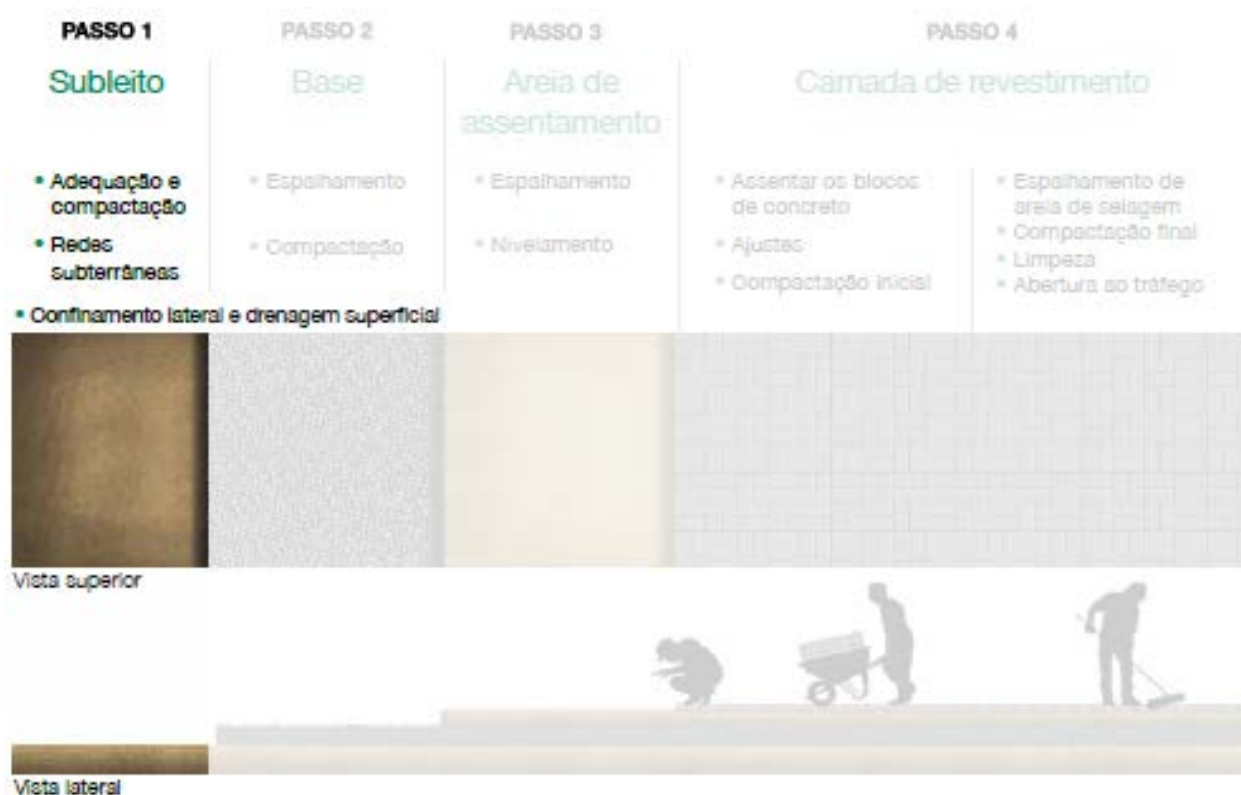 PASSO 1
Subleito
• Adequação e
compactação
• Redes
subterrâneas
PASSO 2
Base
• Espalhamento
• Compactação
• Confinamento lateral e drenagem superficial
PASSO 3
Areia de
assentamento
• Espalhamento
• Nivelamento
PASSO 4
Camada de revestimento
• Assentar os blocos
de concreto
• Ajustes
• Compactação inicial
• Espalhamento de
areia de selagem
• Compactação final
• Limpeza
• Abertura ao tráfego
Vista superior
Vista lateral